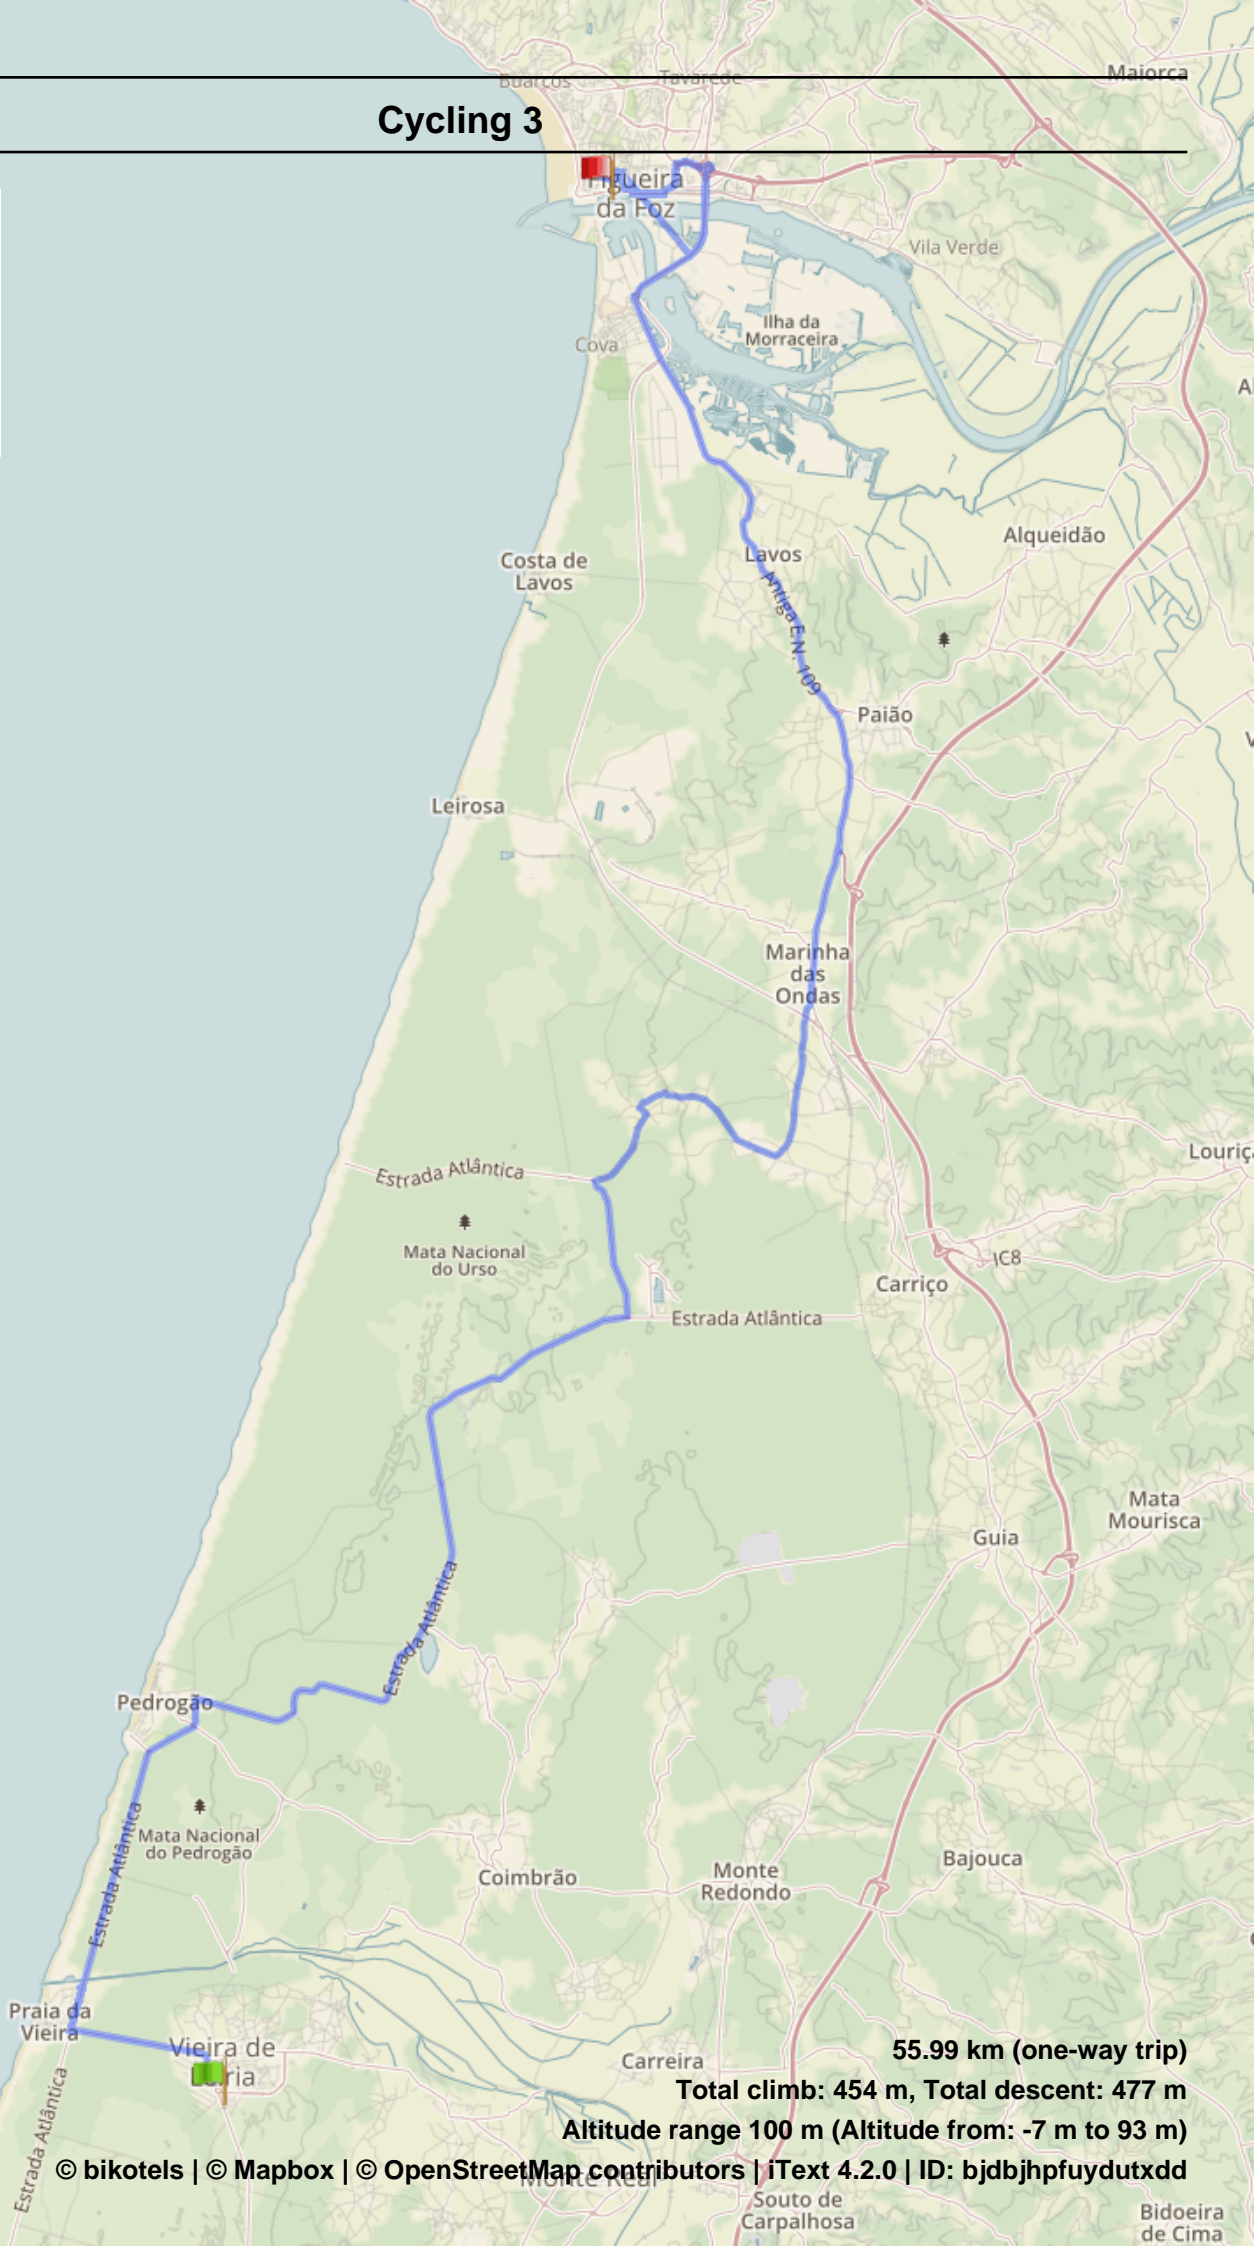 Buarcos
Tavarede
Maiorca
Cycling 3
Figueira
da Foz
Vila Verde
Ilha da
Morraceira
Cova
Alqueidão
Costa de
Lavos
Lavos
Antiga E.N. 109
Paião
Leirosa
Marinha
das
Ondas
Estrada Atlântica
Mata Nacional
do Urso
IC8
Carriço
Estrada Atlântica
Mata
Mourisca
Guia
Estrada Atlântica
Pedrogão
Estrada Atlântica
Mata Nacional
do Pedrogão
Coimbrão
Monte
Redondo
Bajouca
Praia da
Vieira
Vieira de
Leiria
Carreira
Estrada Atlântica
55.99 km (one-way trip)
Total climb: 454 m, Total descent: 477 m
Altitude range 100 m (Altitude from: -7 m to 93 m)
© bikotels | © Mapbox | © OpenStreetMap contributors | iText 4.2.0 | ID: bjdbjhpfuydutxdd
Monte Real
Souto de
Carpalhosa
Bidoeira
de Cima